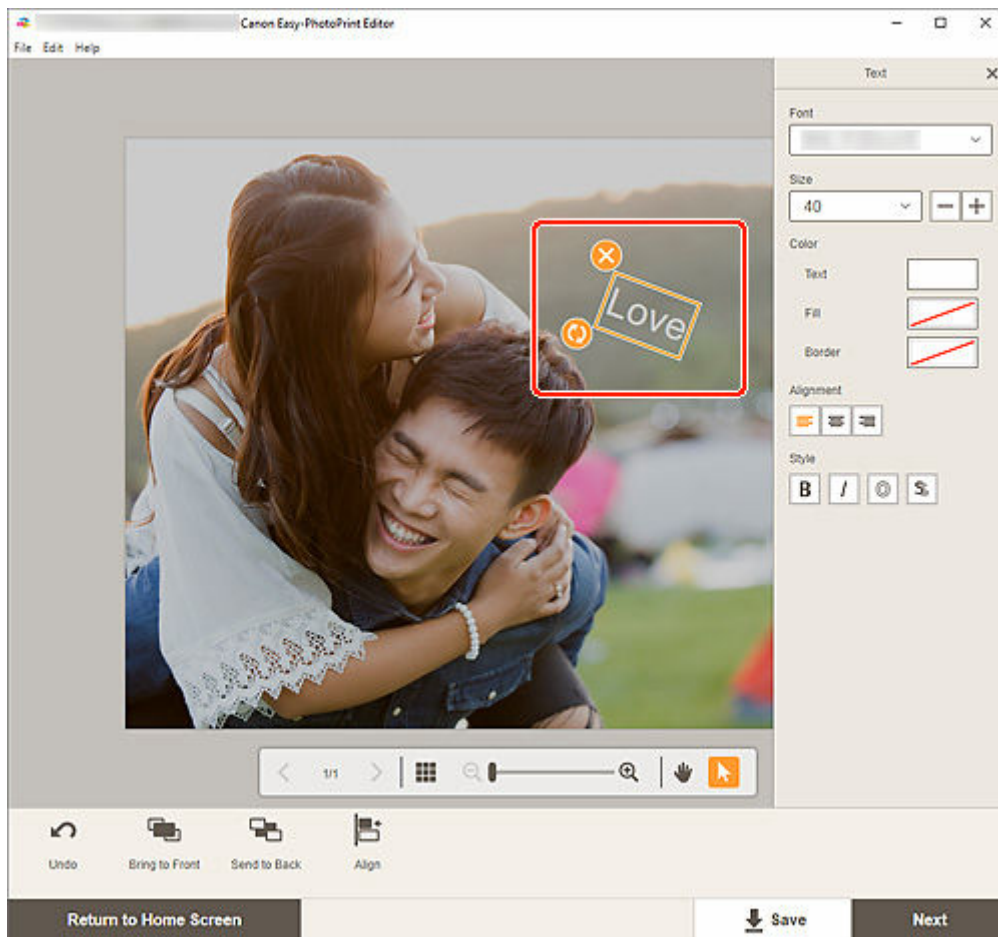 Canon Easy-PhotoPrint Editor
File Edit Help
Text
Font
Size
40
Color
Text
Fill
Border
Alignment
Style
B I O S
Love
1/1
Undo Bring to Front Send to Back Align
Return to Home Screen Save Next